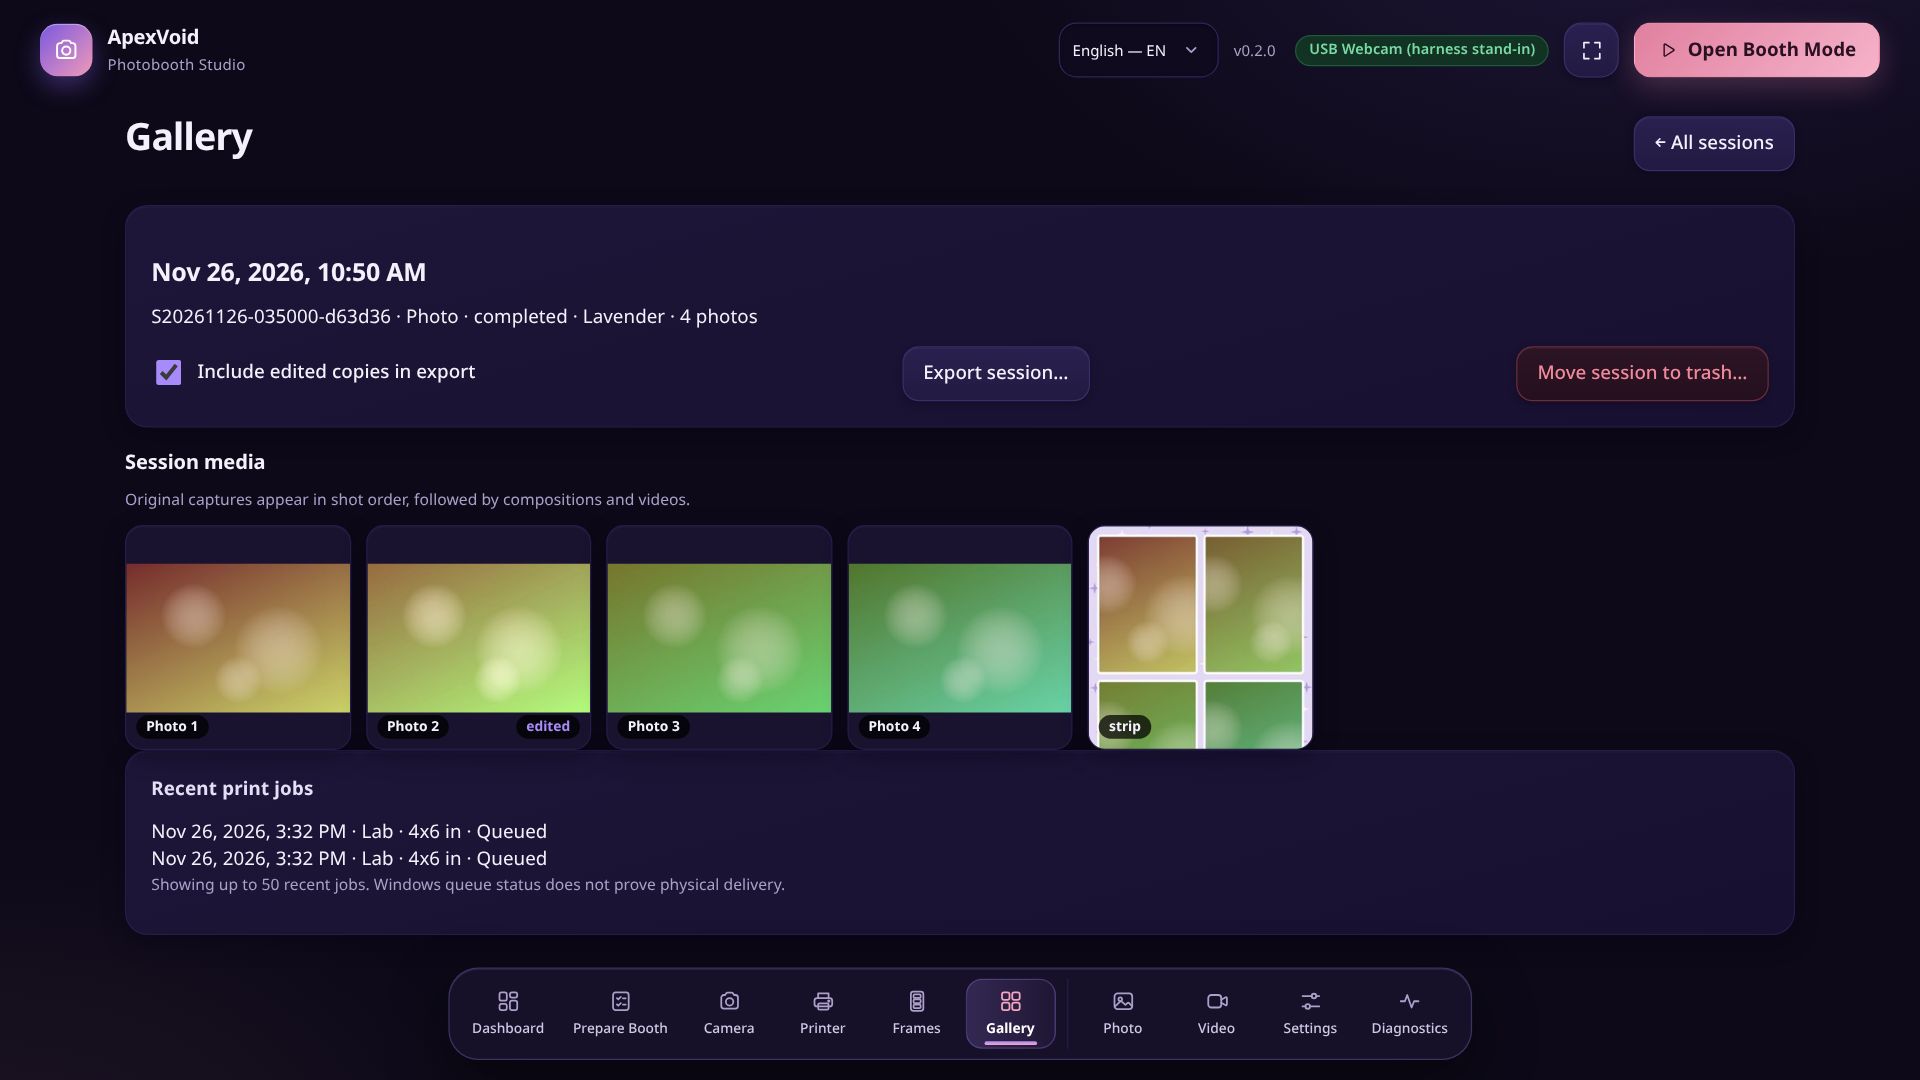 ApexVoid
Photobooth Studio
English — EN
v0.2.0
USB Webcam (harness stand-in)
Open Booth Mode
Gallery
← All sessions
Nov 26, 2026, 10:50 AM
S20261126-035000-d63d36 · Photo · completed · Lavender · 4 photos
Include edited copies in export
Export session...
Move session to trash...
Session media
Original captures appear in shot order, followed by compositions and videos.
Photo 1
Photo 2
edited
Photo 3
Photo 4
strip
Recent print jobs
Nov 26, 2026, 3:32 PM · Lab · 4x6 in · Queued
Nov 26, 2026, 3:32 PM · Lab · 4x6 in · Queued
Showing up to 50 recent jobs. Windows queue status does not prove physical delivery.
Dashboard
Prepare Booth
Camera
Printer
Frames
Gallery
Photo
Video
Settings
Diagnostics